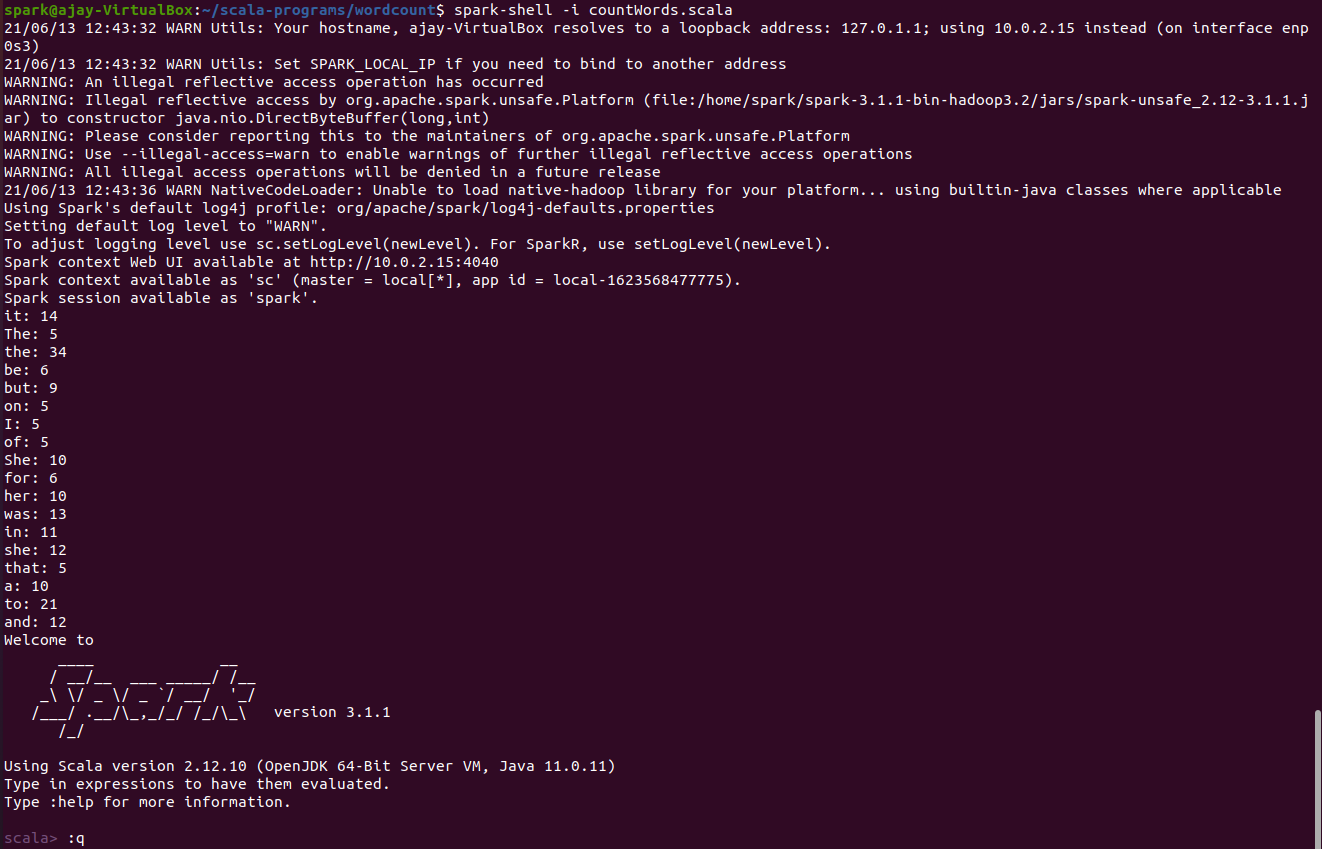 spark@ajay-VirtualBox:~/scala-programs/wordcount$ spark-shell -i countWords.scala
21/06/13 12:43:32 WARN Utils: Your hostname, ajay-VirtualBox resolves to a loopback address: 127.0.1.1; using 10.0.2.15 instead (on interface enp
0s3)
21/06/13 12:43:32 WARN Utils: Set SPARK_LOCAL_IP if you need to bind to another address
WARNING: An illegal reflective access operation has occurred
WARNING: Illegal reflective access by org.apache.spark.unsafe.Platform (file:/home/spark/spark-3.1.1-bin-hadoop3.2/jars/spark-unsafe_2.12-3.1.1.j
ar) to constructor java.nio.DirectByteBuffer(long,int)
WARNING: Please consider reporting this to the maintainers of org.apache.spark.unsafe.Platform
WARNING: Use --illegal-access=warn to enable warnings of further illegal reflective access operations
WARNING: All illegal access operations will be denied in a future release
21/06/13 12:43:36 WARN NativeCodeLoader: Unable to load native-hadoop library for your platform... using builtin-java classes where applicable
Using Spark's default log4j profile: org/apache/spark/log4j-defaults.properties
Setting default log level to "WARN".
To adjust logging level use sc.setLogLevel(newLevel). For SparkR, use setLogLevel(newLevel).
Spark context Web UI available at http://10.0.2.15:4040
Spark context available as 'sc' (master = local[*], app id = local-1623568477775).
Spark session available as 'spark'.
it: 14
The: 5
the: 34
be: 6
but: 9
on: 5
I: 5
of: 5
She: 10
for: 6
her: 10
was: 13
in: 11
she: 12
that: 5
a: 10
to: 21
and: 12
Welcome to
      ____              __
     / __/__  ___ _____/ /__
    _\ \/ _ \/ _ `/ __/  '_/
   /___/ .__/\_,_/_/ /_/\_\   version 3.1.1
      /_/
Using Scala version 2.12.10 (OpenJDK 64-Bit Server VM, Java 11.0.11)
Type in expressions to have them evaluated.
Type :help for more information.
scala> :q